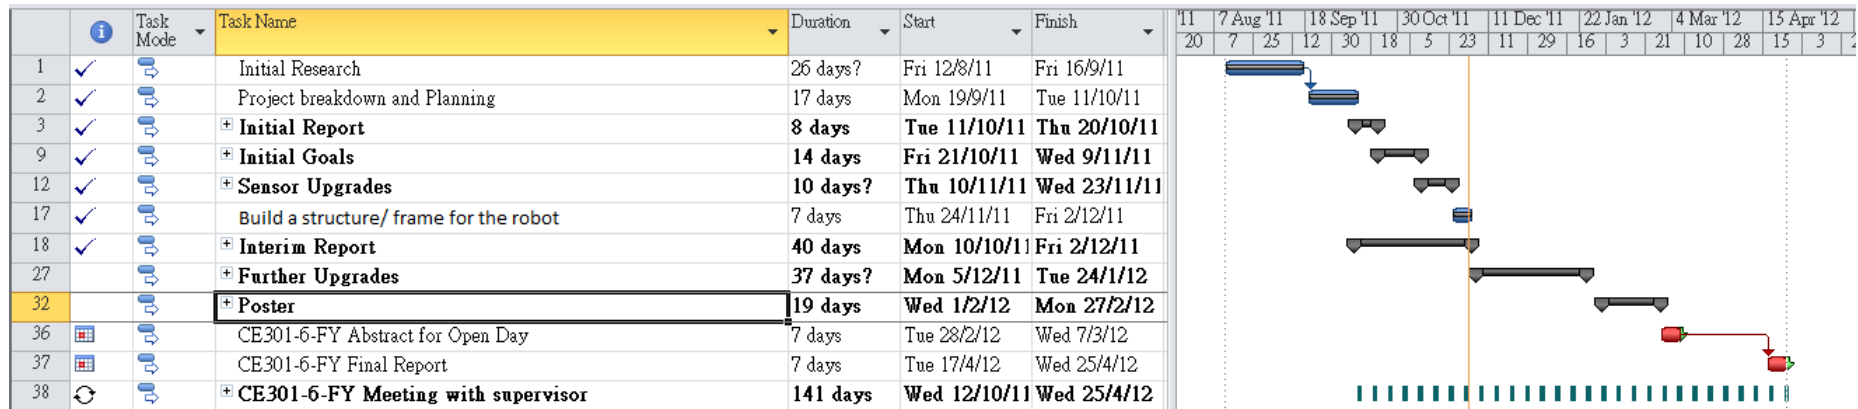 Task Mode Task Name Duration Start Finish '11 7 Aug '11 18 Sep '11 30 Oct '11 11 Dec '11 22 Jan '12 4 Mar '12 15 Apr '12
20 7 25 12 30 18 5 23 11 29 16 3 21 10 28 15 3 2
1 Initial Research 26 days? Fri 12/8/11 Fri 16/9/11
2 Project breakdown and Planning 17 days Mon 19/9/11 Tue 11/10/11
3 Initial Report 8 days Tue 11/10/11 Thu 20/10/11
9 Initial Goals 14 days Fri 21/10/11 Wed 9/11/11
12 Sensor Upgrades 10 days? Thu 10/11/11 Wed 23/11/11
17 Build a structure/ frame for the robot 7 days Thu 24/11/11 Fri 2/12/11
18 Interim Report 40 days Mon 10/10/11 Fri 2/12/11
27 Further Upgrades 37 days? Mon 5/12/11 Tue 24/1/12
32 Poster 19 days Wed 1/2/12 Mon 27/2/12
36 CE301-6-FY Abstract for Open Day 7 days Tue 28/2/12 Wed 7/3/12
37 CE301-6-FY Final Report 7 days Tue 17/4/12 Wed 25/4/12
38 CE301-6-FY Meeting with supervisor 141 days Wed 12/10/11 Wed 25/4/12